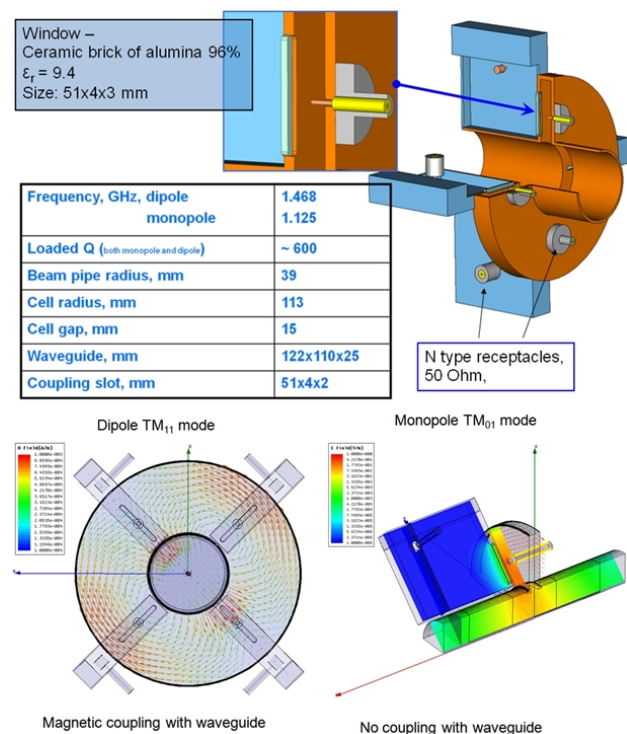 Window –
Ceramic brick of alumina 96%
εr = 9.4
Size: 51x4x3 mm
Frequency, GHz, dipole 1.468
monopole 1.125
Loaded Q (both monopole and dipole) ~ 600
Beam pipe radius, mm 39
Cell radius, mm 113
Cell gap, mm 15
Waveguide, mm 122x110x25
Coupling slot, mm 51x4x2
N type receptacles,
50 Ohm,
Dipole TM11 mode
Monopole TM01 mode
Magnetic coupling with waveguide
No coupling with waveguide